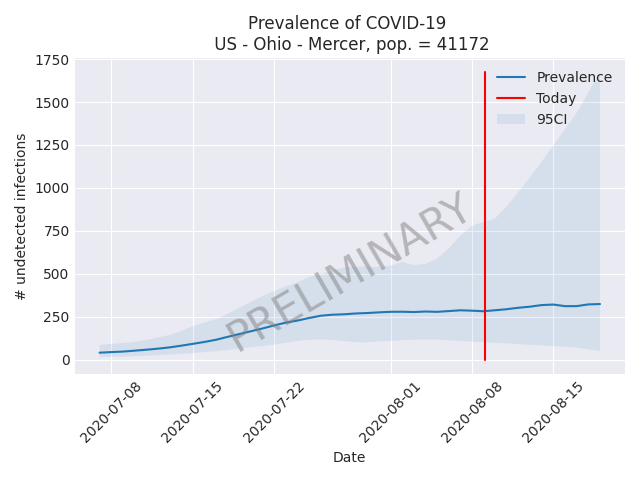 Prevalence of COVID-19
US - Ohio - Mercer, pop. = 41172
1750
1500
1250
1000
750
500
250
0
# undetected infections
Prevalence
Today
95CI
PRELIMINARY
2020-07-08
2020-07-15
2020-07-22
2020-08-01
2020-08-08
2020-08-15
Date